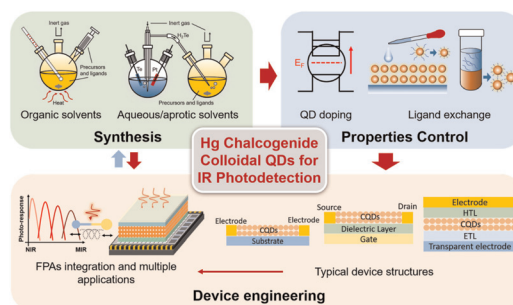 Inert gas
Inert gas
H₂Te
Precursors
and ligands
Te
Pt
Heat
Precursors and ligands
Organic solvents
Aqueous/aprotic solvents
Synthesis
E_F
QD doping
Ligand exchange
Properties Control
Hg Chalcogenide
Colloidal QDs for
IR Photodetection
Photo-response
NIR
MIR
FPAs integration and multiple
applications
Electrode
Electrode
CQDs
Substrate
Source
Drain
CQDs
Dielectric Layer
Gate
Electrode
HTL
CQDs
ETL
Transparent electrode
Typical device structures
Device engineering